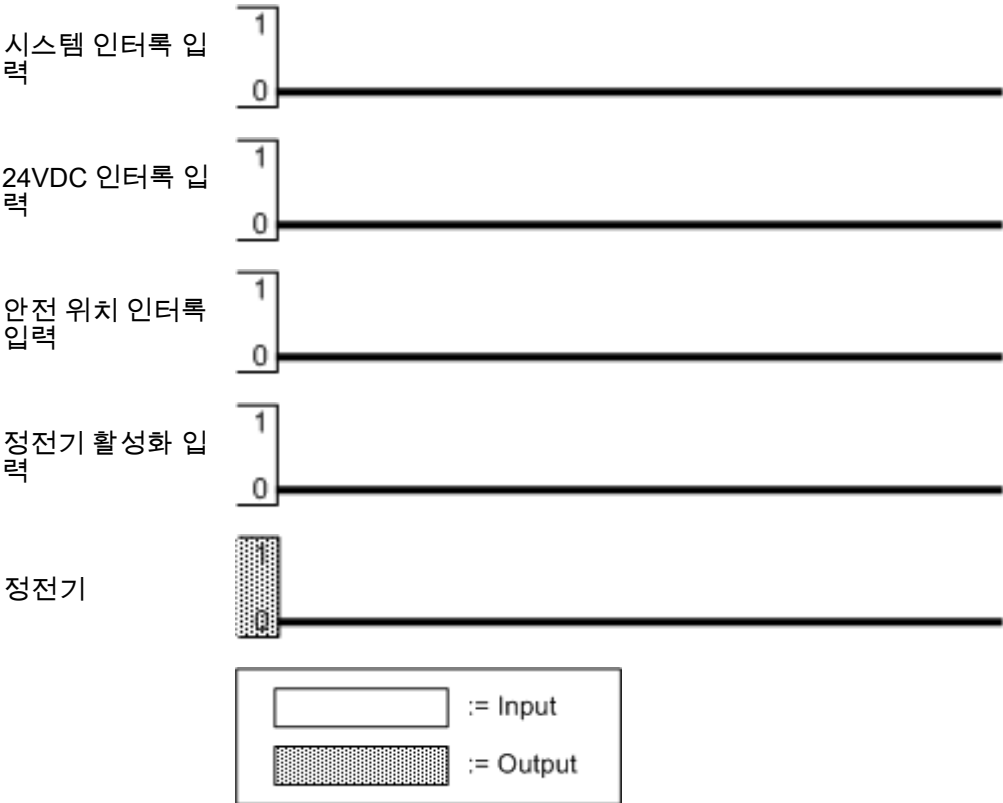 시스템 인터록 입
력
1
0
24VDC 인터록 입
력
1
0
안전 위치 인터록
입력
1
0
정전기 활성화 입
력
1
0
정전기
1
0
:= Input
:= Output